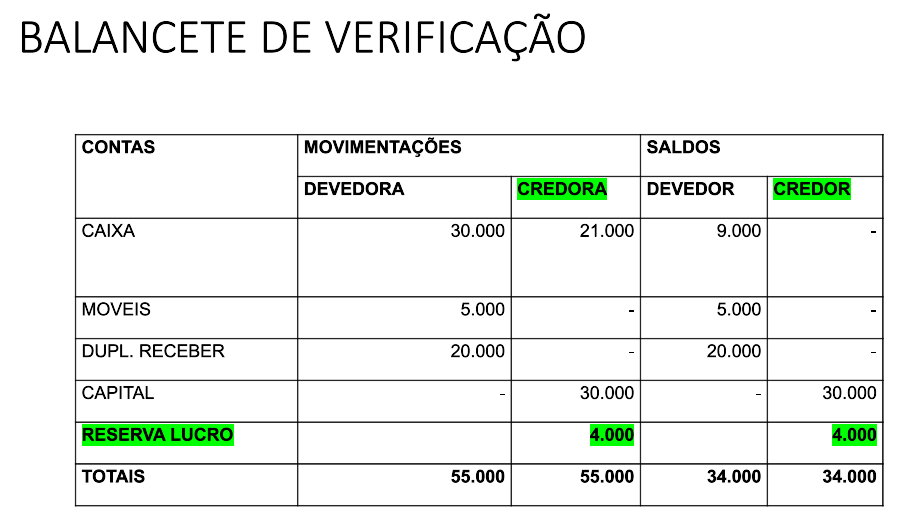 BALANCETE DE VERIFICAÇÃO
CONTAS MOVIMENTAÇÕES SALDOS
DEVEDORA CREDORA DEVEDOR CREDOR
CAIXA 30.000 21.000 9.000 -
MOVEIS 5.000 - 5.000 -
DUPL. RECEBER 20.000 - 20.000 -
CAPITAL - 30.000 - 30.000
RESERVA LUCRO 4.000 4.000
TOTAIS 55.000 55.000 34.000 34.000